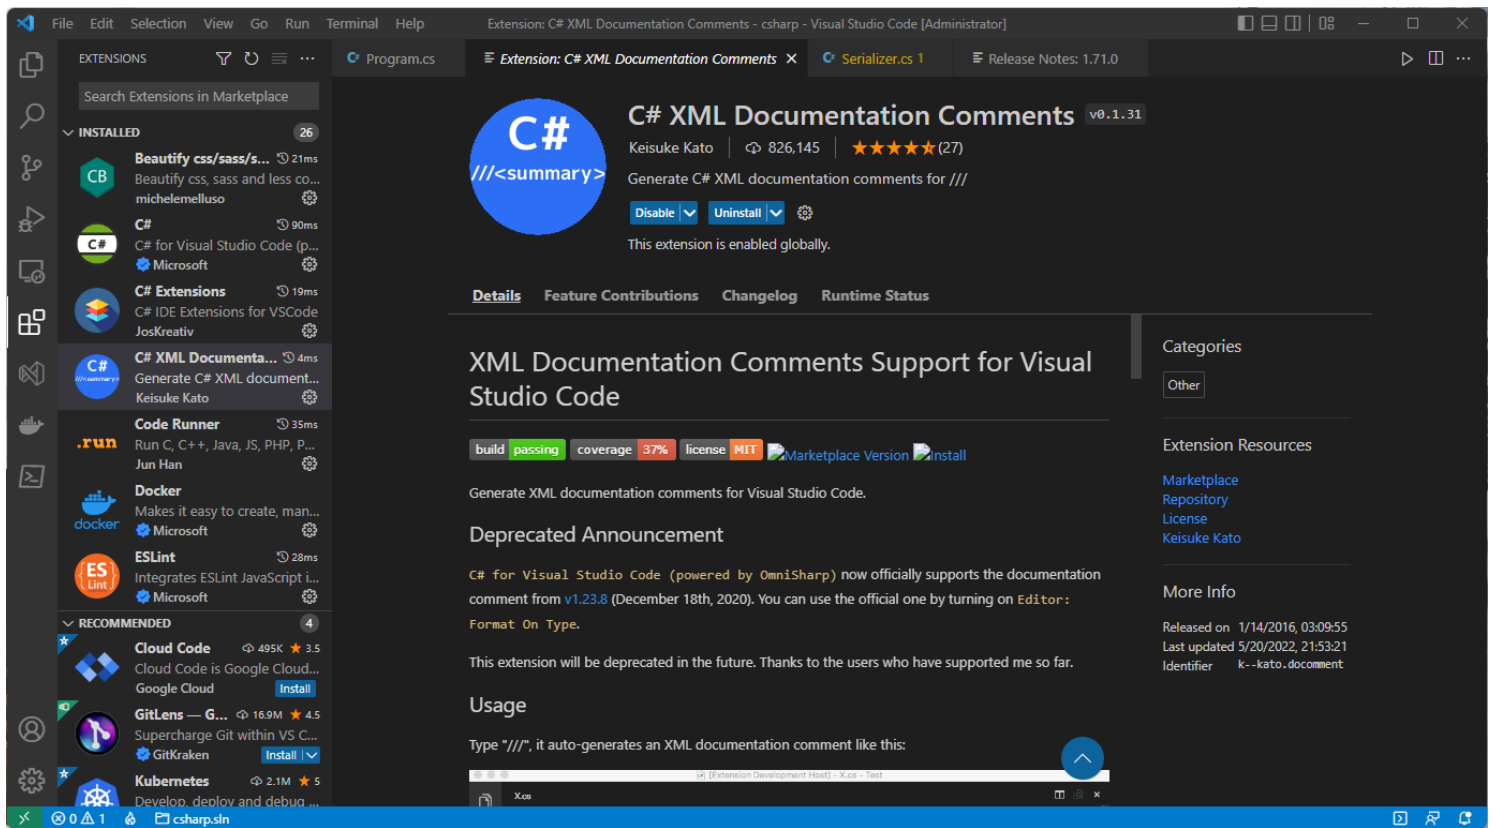 File Edit Selection View Go Run Terminal Help
Extension: C# XML Documentation Comments - csharp - Visual Studio Code [Administrator]
EXTENSIONS
Program.cs
Extension: C# XML Documentation Comments
Serializer.cs 1
Release Notes: 1.71.0
Search Extensions in Marketplace
INSTALLED 26
CB
Beautify css/sass/s... 21ms
Beautify css, sass and less co...
michelemelluso
C#
C# 90ms
C# for Visual Studio Code (p...
Microsoft
C# Extensions 19ms
C# IDE Extensions for VSCode
JosKreativ
C#
///<summary>
C# XML Documenta... 4ms
Generate C# XML document...
Keisuke Kato
.run
Code Runner 35ms
Run C, C++, Java, JS, PHP, P...
Jun Han
docker
Docker
Makes it easy to create, man...
Microsoft
ES
Lint
ESLint 28ms
Integrates ESLint JavaScript i...
Microsoft
RECOMMENDED 4
Cloud Code 495K 3.5
Cloud Code is Google Cloud...
Google Cloud Install
GitLens — G... 16.9M 4.5
Supercharge Git within VS C...
GitKraken Install
Kubernetes 2.1M 5
Develop, deploy and debug ...
C#
///<summary>
C# XML Documentation Comments v0.1.31
Keisuke Kato 826,145 (27)
Generate C# XML documentation comments for ///
Disable Uninstall
This extension is enabled globally.
Details Feature Contributions Changelog Runtime Status
XML Documentation Comments Support for Visual
Studio Code
build passing coverage 37% license MIT Marketplace Version Install
Generate XML documentation comments for Visual Studio Code.
Deprecated Announcement
C# for Visual Studio Code (powered by OmniSharp) now officially supports the documentation
comment from v1.23.8 (December 18th, 2020). You can use the official one by turning on Editor:
Format On Type.
This extension will be deprecated in the future. Thanks to the users who have supported me so far.
Usage
Type "///", it auto-generates an XML documentation comment like this:
[Extension Development Host] - X.cs - Test
X.cs
Categories
Other
Extension Resources
Marketplace
Repository
License
Keisuke Kato
More Info
Released on 1/14/2016, 03:09:55
Last updated 5/20/2022, 21:53:21
Identifier k--kato.docomment
0 1 csharp.sln